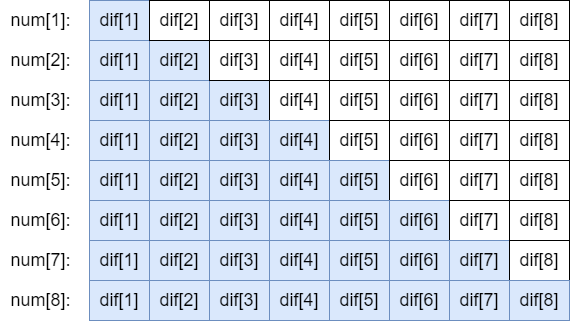 num[1]: dif[1] dif[2] dif[3] dif[4] dif[5] dif[6] dif[7] dif[8]
num[2]: dif[1] dif[2] dif[3] dif[4] dif[5] dif[6] dif[7] dif[8]
num[3]: dif[1] dif[2] dif[3] dif[4] dif[5] dif[6] dif[7] dif[8]
num[4]: dif[1] dif[2] dif[3] dif[4] dif[5] dif[6] dif[7] dif[8]
num[5]: dif[1] dif[2] dif[3] dif[4] dif[5] dif[6] dif[7] dif[8]
num[6]: dif[1] dif[2] dif[3] dif[4] dif[5] dif[6] dif[7] dif[8]
num[7]: dif[1] dif[2] dif[3] dif[4] dif[5] dif[6] dif[7] dif[8]
num[8]: dif[1] dif[2] dif[3] dif[4] dif[5] dif[6] dif[7] dif[8]